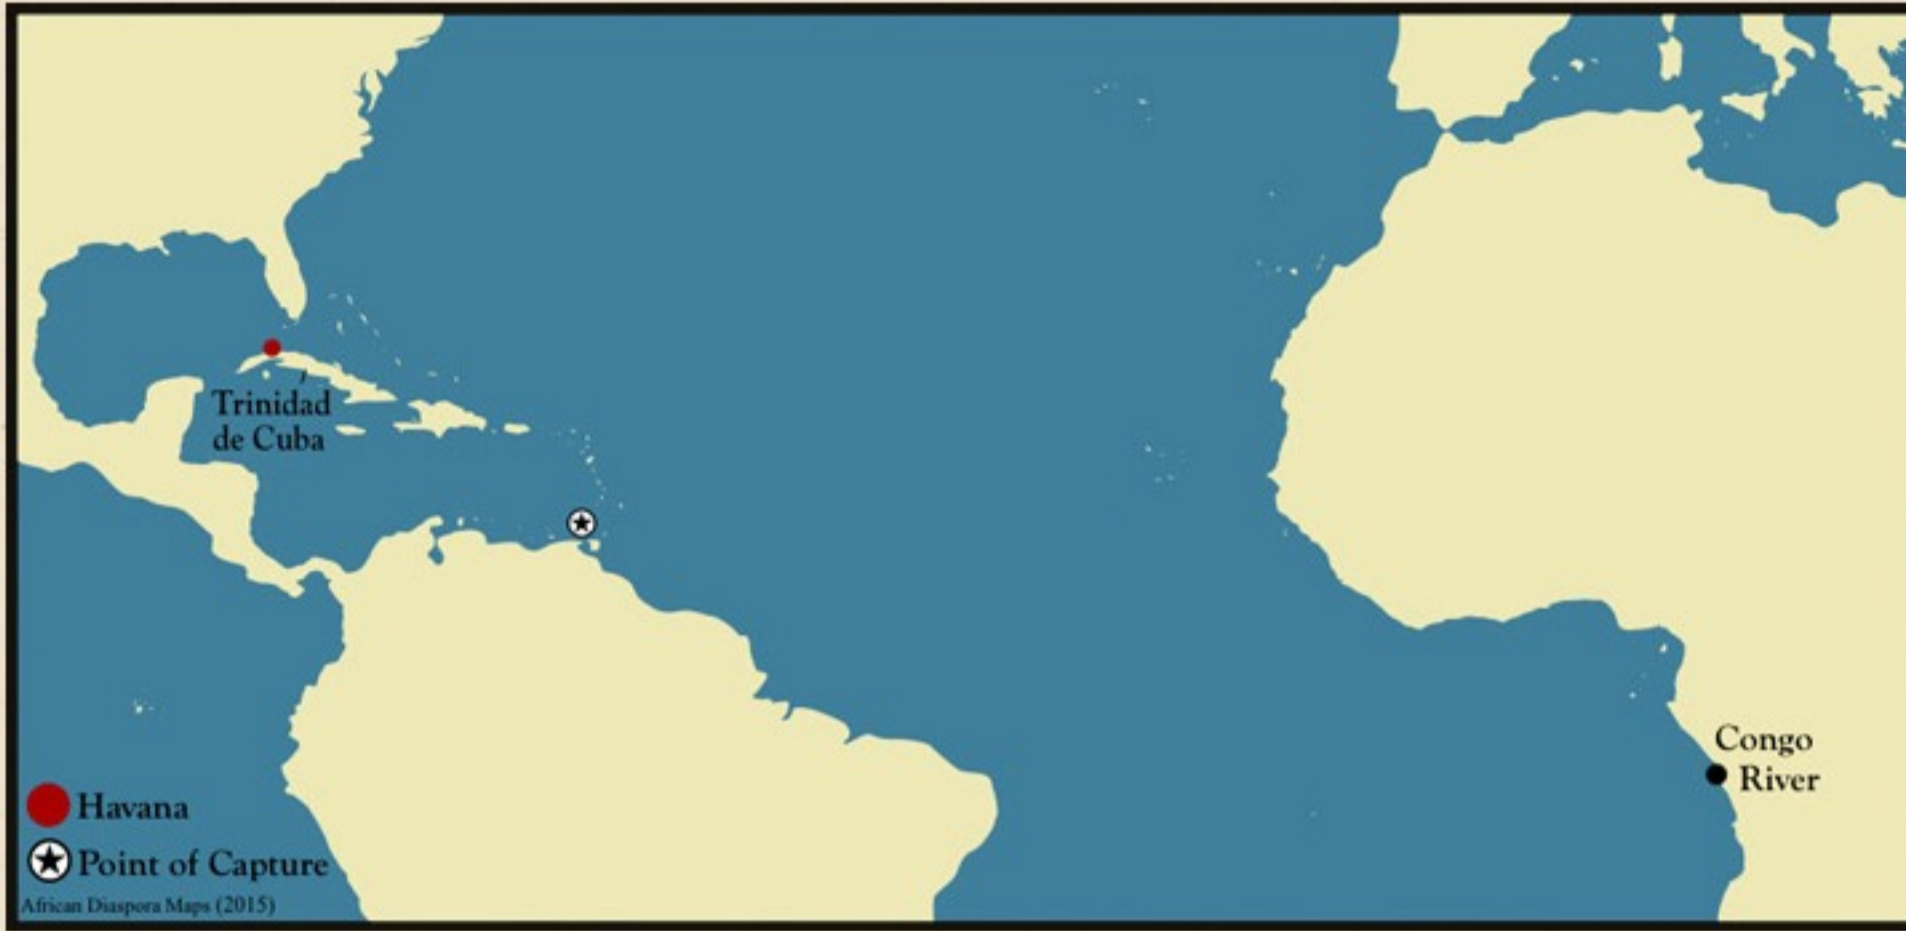 Trinidad
de Cuba
Congo
River
Havana
Point of Capture
African Diaspora Maps (2015)